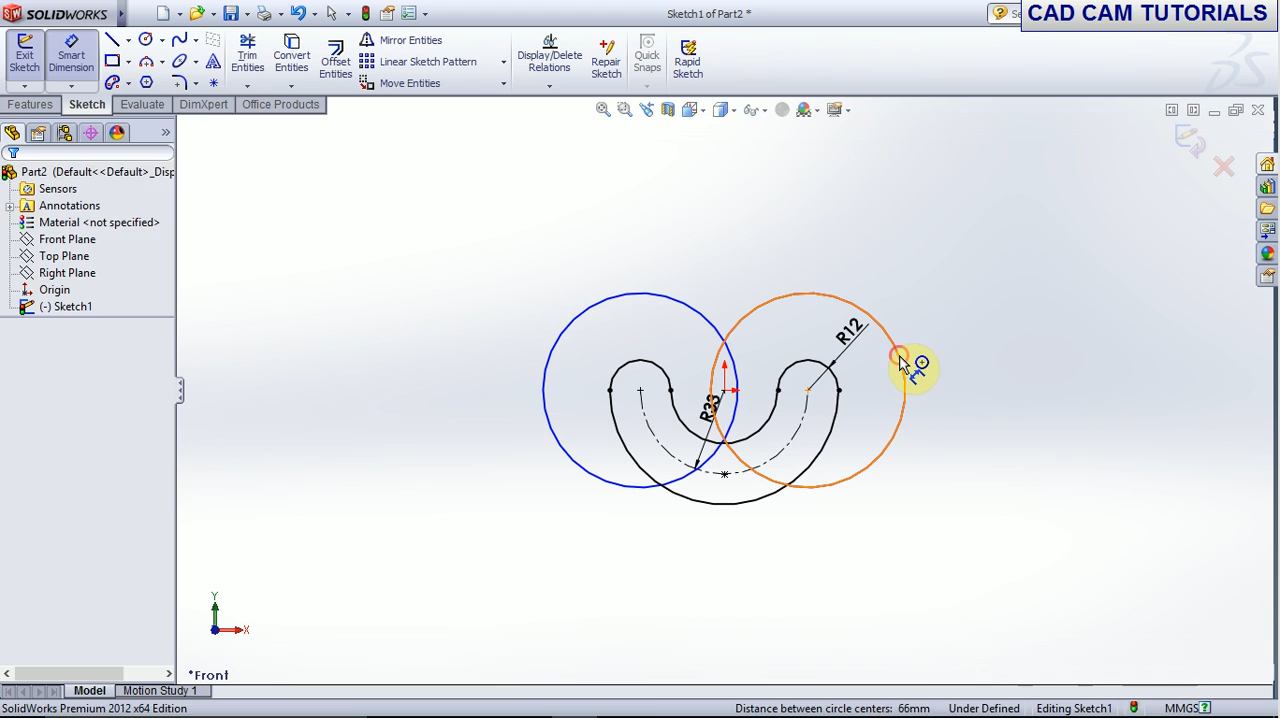 SOLIDWORKS
Sketch1 of Part2 *
CAD CAM TUTORIALS
Exit Sketch
Smart Dimension
Trim Entities
Convert Entities
Offset Entities
Mirror Entities
Linear Sketch Pattern
Move Entities
Display/Delete Relations
Repair Sketch
Quick Snaps
Rapid Sketch
Features
Sketch
Evaluate
DimXpert
Office Products
Part2 (Default<<Default>_Disp
Sensors
Annotations
Material <not specified>
Front Plane
Top Plane
Right Plane
Origin
(-) Sketch1
R12
R33
Y
X
*Front
Model
Motion Study 1
SolidWorks Premium 2012 x64 Edition
Distance between circle centers: 66mm
Under Defined
Editing Sketch1
MMGS